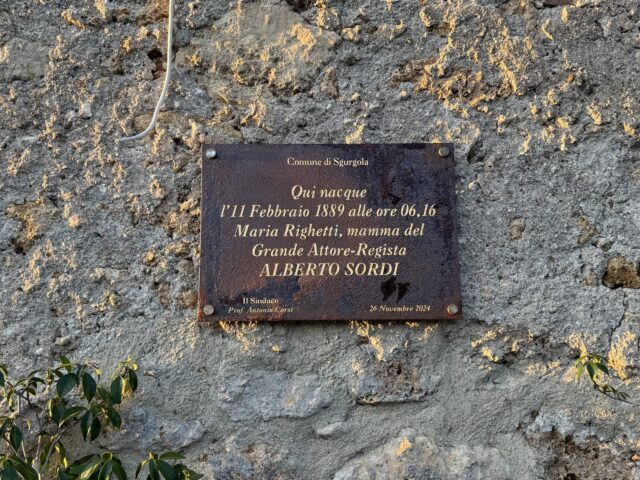 Comune di Sgurgola
Qui nacque
l'11 Febbraio 1889 alle ore 06,16
Maria Righetti, mamma del
Grande Attore-Regista
ALBERTO SORDI
Il Sindaco
Prof. Antonio Corsi
26 Novembre 2024